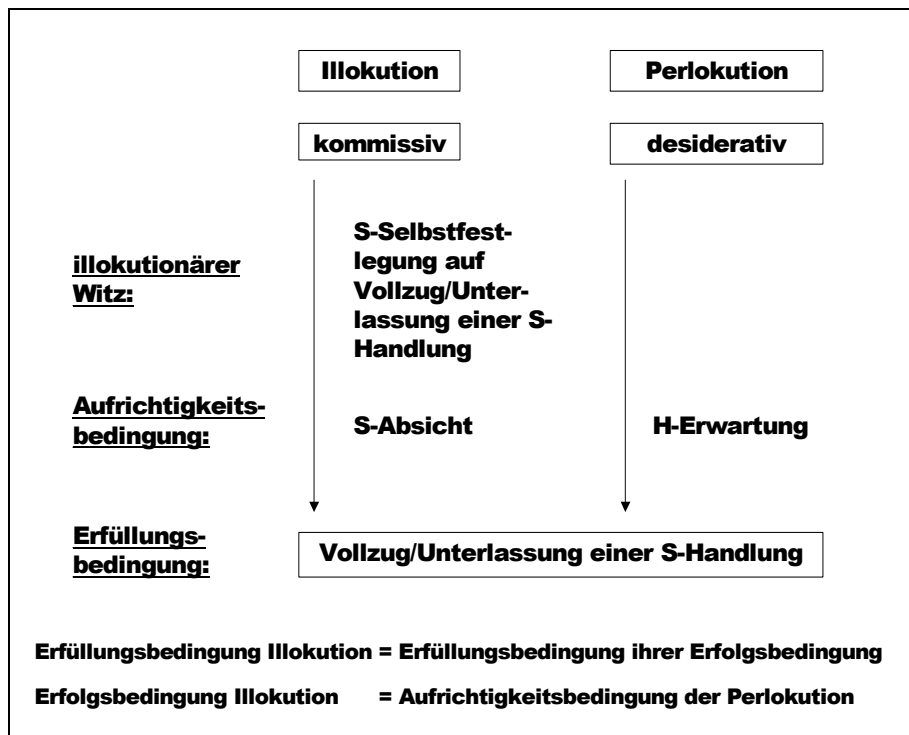 Illokution Perlokution
kommissiv desiderativ
illokutionärer
Witz:
S-Selbstfest-
legung auf
Vollzug/Unter-
lassung einer S-
Handlung
Aufrichtigkeits-
bedingung:
S-Absicht H-Erwartung
Erfüllungs-
bedingung:
Vollzug/Unterlassung einer S-Handlung
Erfüllungsbedingung Illokution = Erfüllungsbedingung ihrer Erfolgsbedingung
Erfolgsbedingung Illokution = Aufrichtigkeitsbedingung der Perlokution